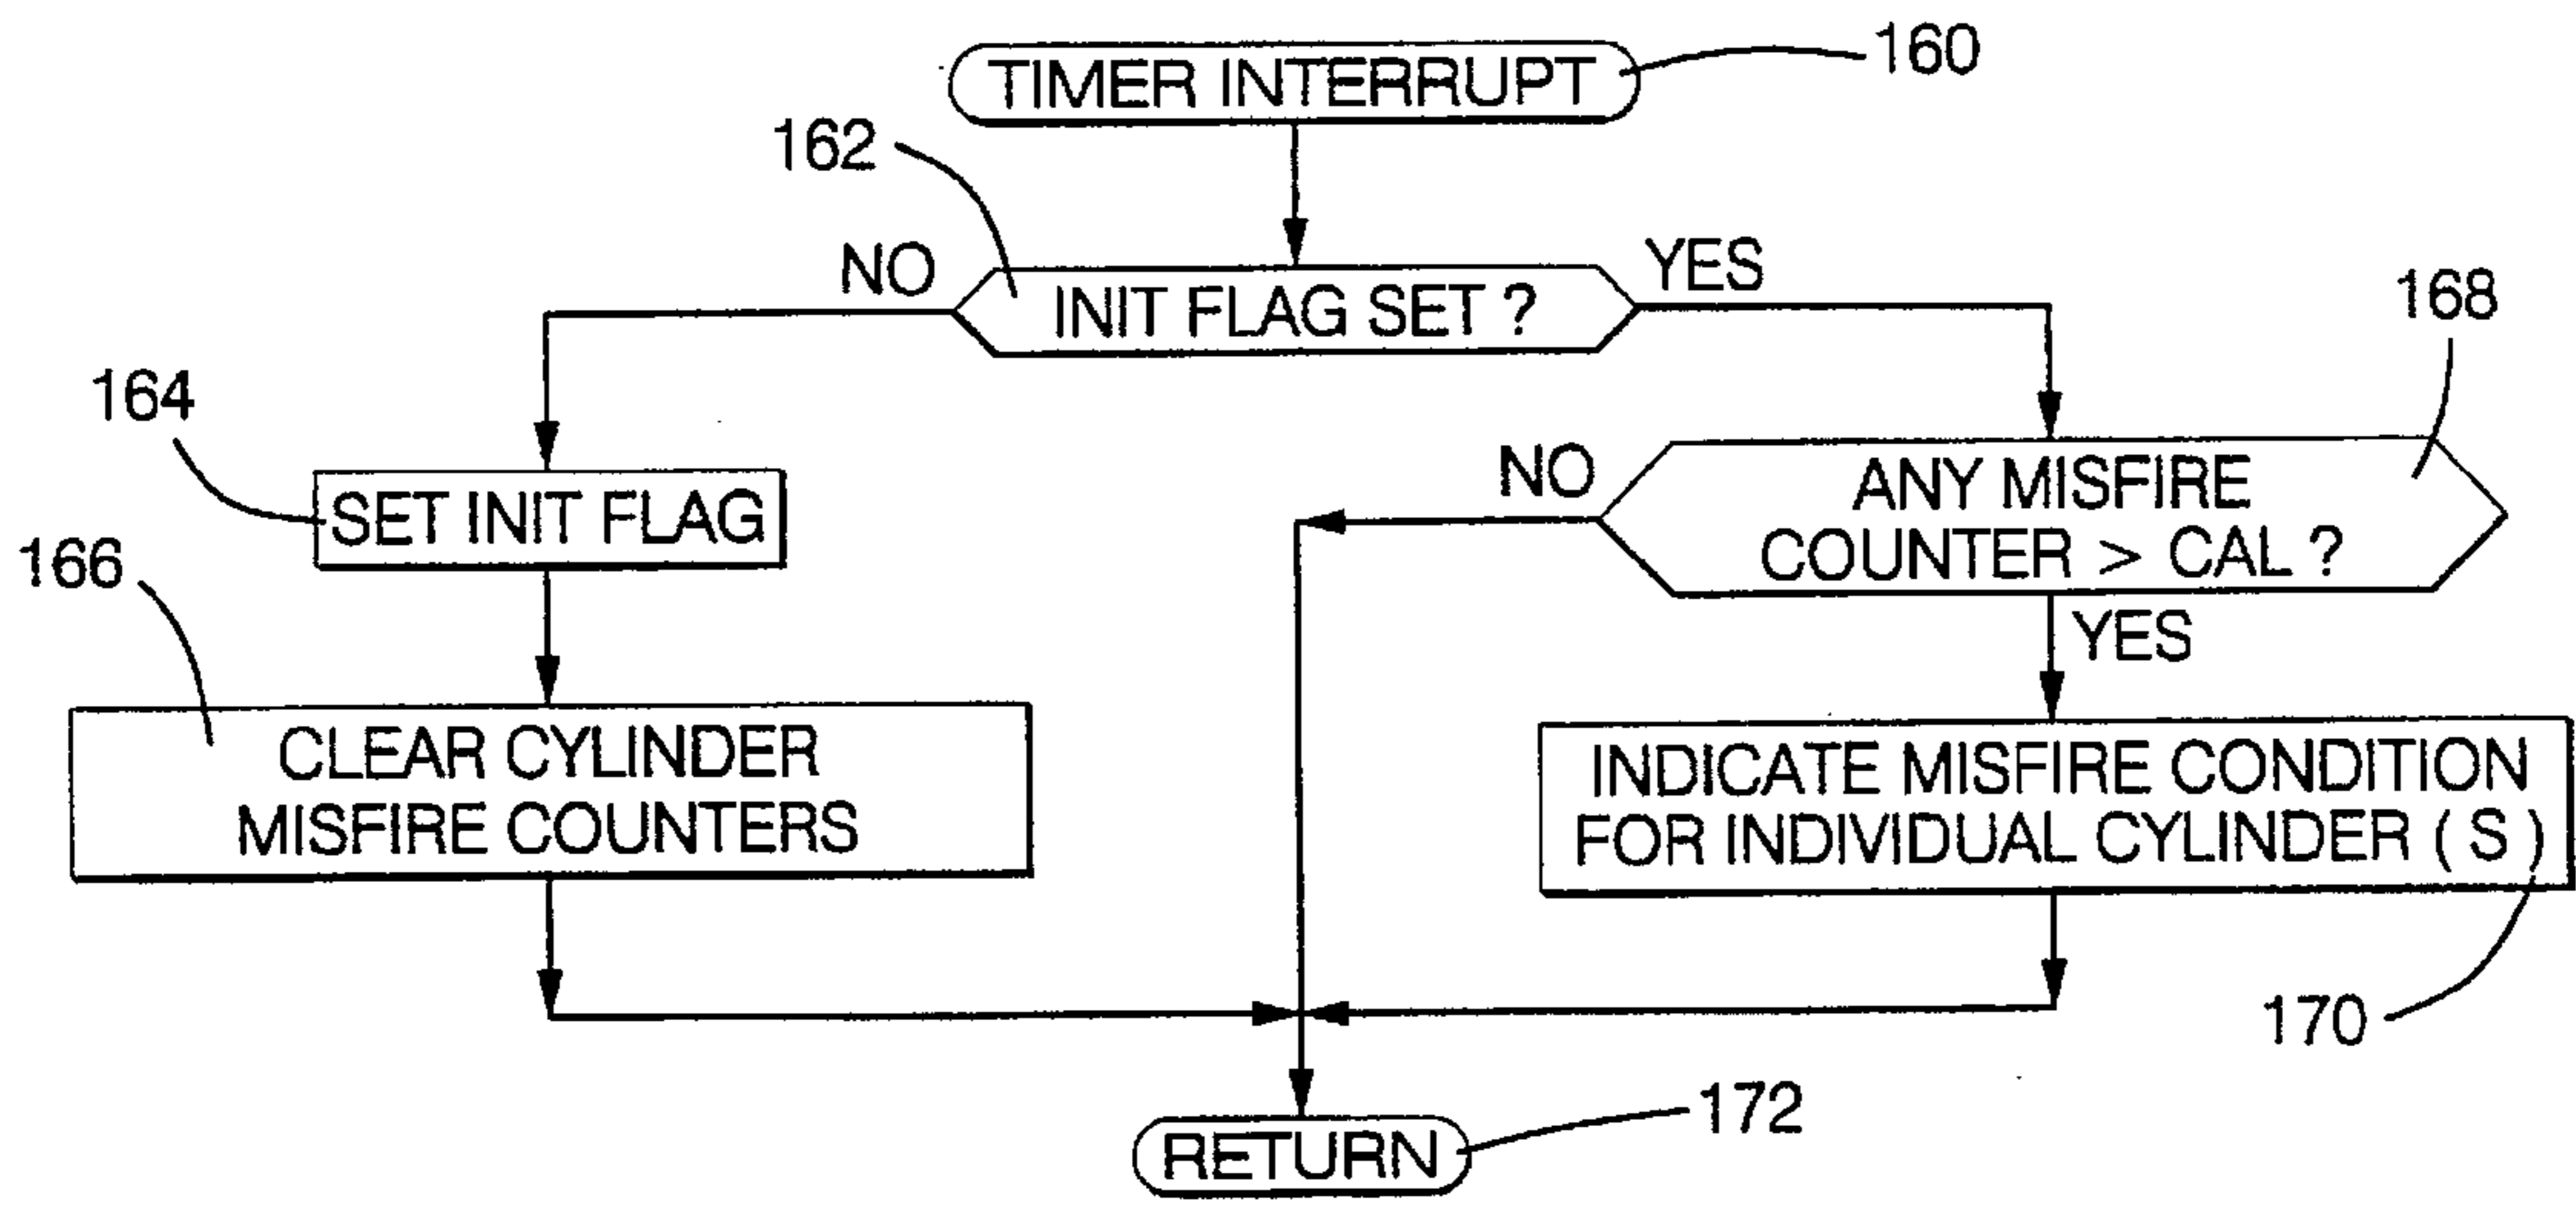 TIMER INTERRUPT
160
162
NO
YES
INIT FLAG SET ?
168
164
NO
ANY MISFIRE
COUNTER > CAL ?
SET INIT FLAG
166
YES
CLEAR CYLINDER
MISFIRE COUNTERS
INDICATE MISFIRE CONDITION
FOR INDIVIDUAL CYLINDER ( S )
170
172
RETURN